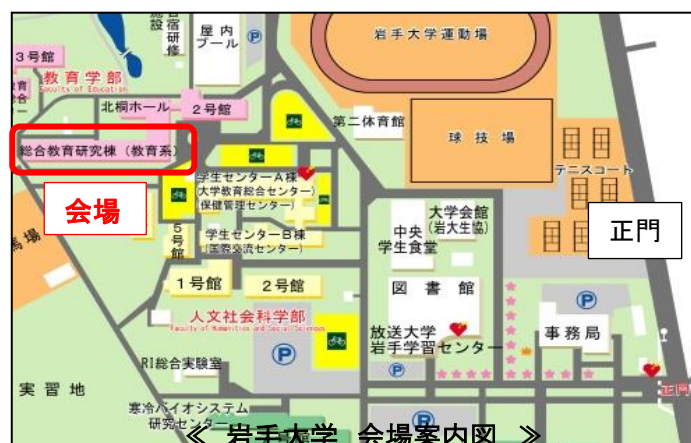 屋内
プール
宿研修
施設
岩手大学運動場
3号館
教育学部
Faculty of Education
北桐ホール
2号館
第二体育館
球技場
総合教育研究棟（教育系）
テニスコート
学生センターA棟
(大学教育総合センター)
(保健管理センター)
会場
馬場
5号館
学生センターB棟
(国際交流センター)
大学会館
(岩大生協)
中央
学生食堂
正門
1号館
2号館
図書館
人文社会科学部
Faculty of Humanities and Social Sciences
放送大学
岩手学習センター
事務局
RI総合実験室
実習地
正門
寒冷バイオシステム
研究センター
≪ 岩手大学 会場案内図 ≫
P
P
P
P
P